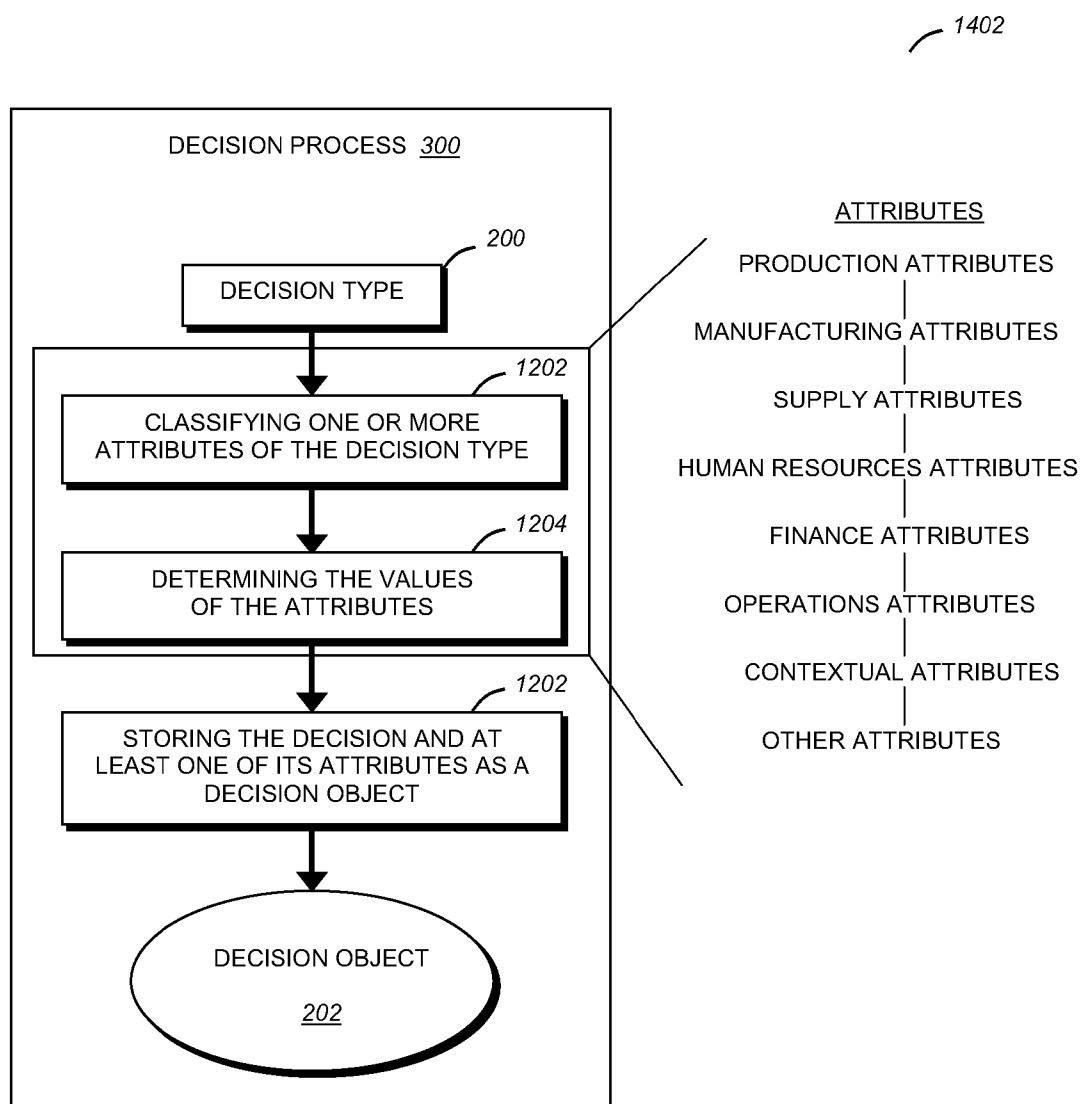 1402
DECISION PROCESS 300
200
DECISION TYPE
1202
CLASSIFYING ONE OR MORE
ATTRIBUTES OF THE DECISION TYPE
1204
DETERMINING THE VALUES
OF THE ATTRIBUTES
1202
STORING THE DECISION AND AT
LEAST ONE OF ITS ATTRIBUTES AS A
DECISION OBJECT
DECISION OBJECT
202
ATTRIBUTES
PRODUCTION ATTRIBUTES
MANUFACTURING ATTRIBUTES
SUPPLY ATTRIBUTES
HUMAN RESOURCES ATTRIBUTES
FINANCE ATTRIBUTES
OPERATIONS ATTRIBUTES
CONTEXTUAL ATTRIBUTES
OTHER ATTRIBUTES